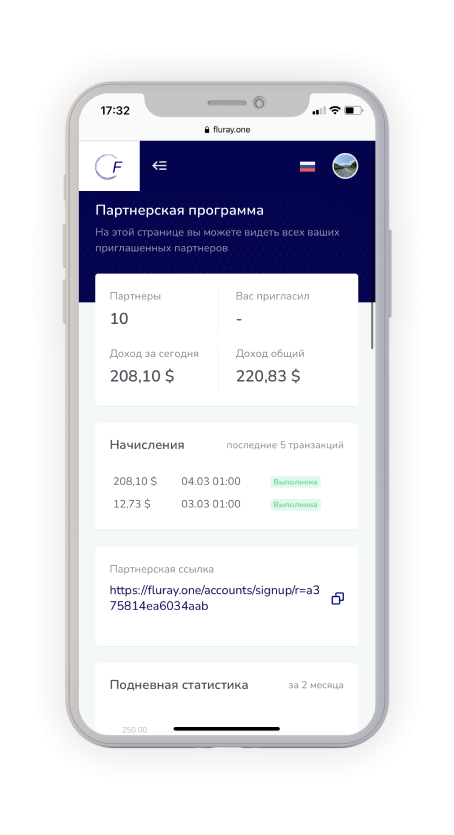 17:32
fluray.one
F
Партнерская программа
На этой странице вы можете видеть всех ваших
приглашенных партнеров
Партнеры
Вас пригласил
10
-
Доход за сегодня
Доход общий
208,10 $
220,83 $
Начисления
последние 5 транзакций
208,10 $ 04.03 01:00 Выполнена
12,73 $ 03.03 01:00 Выполнена
Партнерская ссылка
https://fluray.one/accounts/signup/r=a3
75814ea6034aab
Подневная статистика
за 2 месяца
250.00